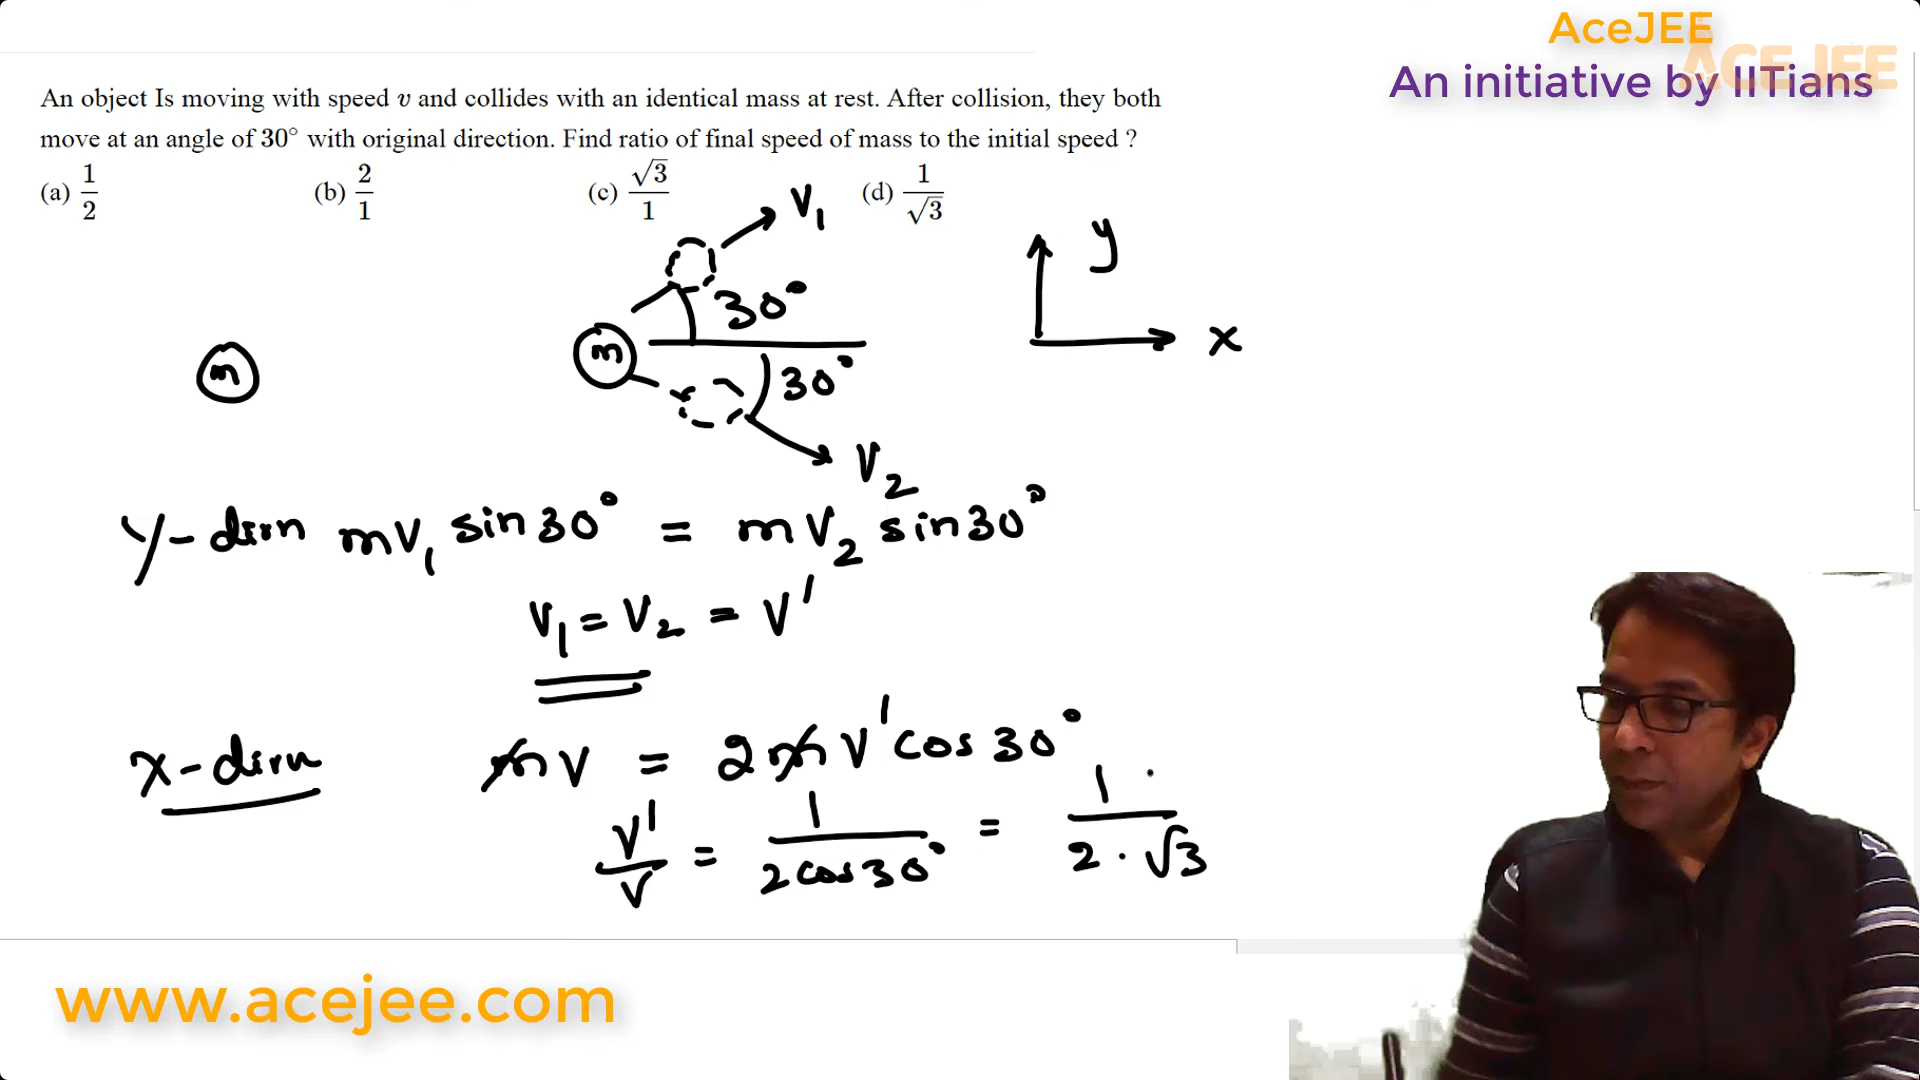 AceJEE
ACE JEE
An initiative by IITians
An object Is moving with speed v and collides with an identical mass at rest. After collision, they both
move at an angle of 30° with original direction. Find ratio of final speed of mass to the initial speed ?
(a) 1/2 (b) 2/1 (c) √3/1 (d) 1/√3
V₁
y
30°
m m x
30°
V₂
y-dirn mV₁ sin30° = mV₂ sin30°
V₁ = V₂ = V'
x-dirn mV = 2mV' cos30°
V'/V = 1/2cos30° = 1/2·√3
www.acejee.com